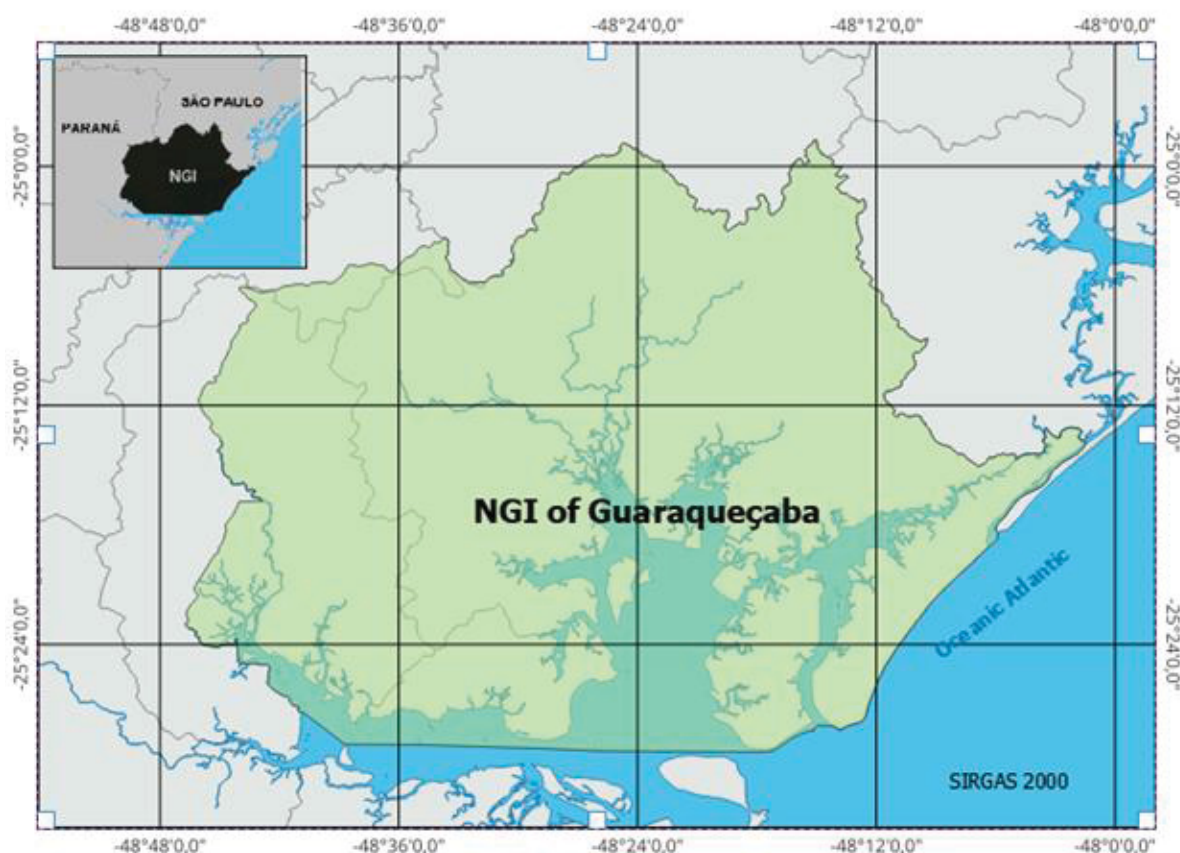 -48°48'0,0" -48°36'0,0" -48°24'0,0" -48°12'0,0" -48°0'0,0"
SÃO PAULO
PARANÁ
NGI
-25°0'0,0" -25°0'0,0"
-25°12'0,0" -25°12'0,0"
NGI of Guaraqueçaba
Oceanic Atlantic
-25°24'0,0" -25°24'0,0"
SIRGAS 2000
-48°48'0,0" -48°36'0,0" -48°24'0,0" -48°12'0,0" -48°0'0,0"